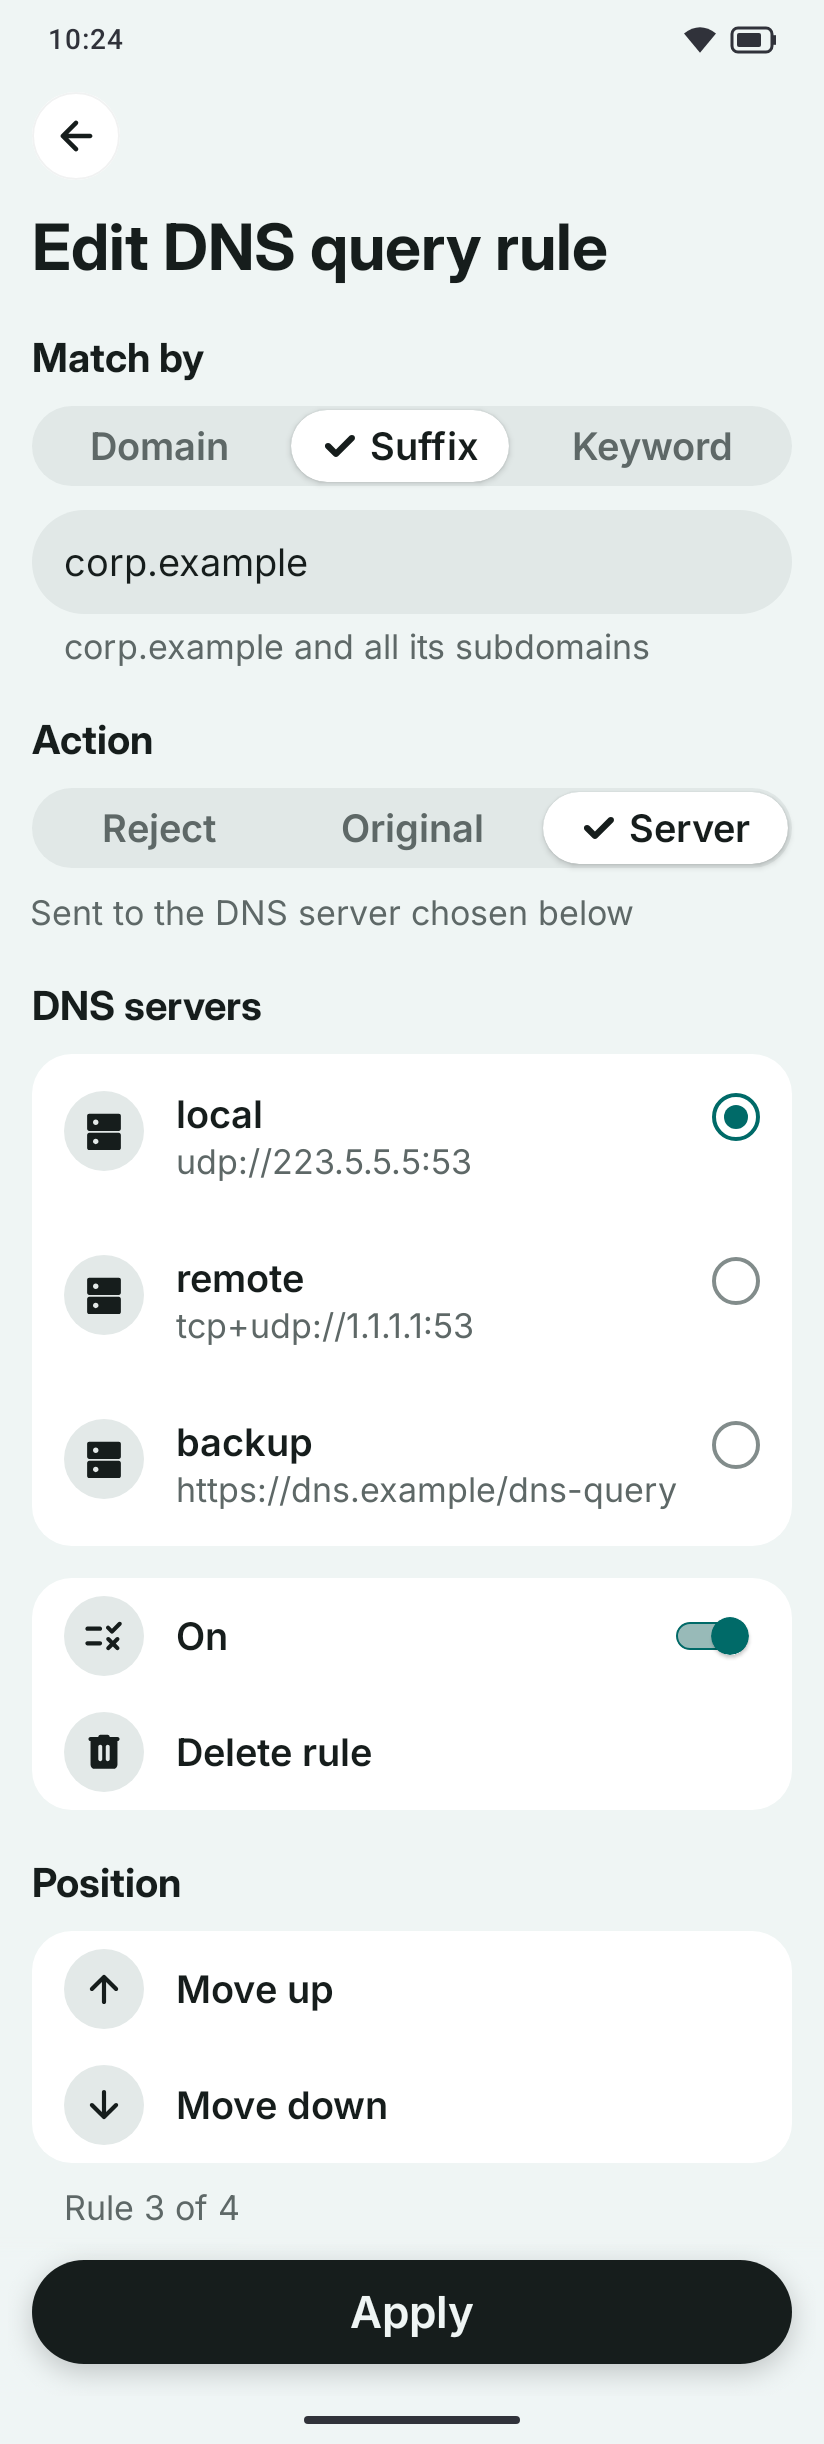 10:24
Edit DNS query rule
Match by
Domain
Suffix
Keyword
corp.example
corp.example and all its subdomains
Action
Reject
Original
Server
Sent to the DNS server chosen below
DNS servers
local
udp://223.5.5.5:53
remote
tcp+udp://1.1.1.1:53
backup
https://dns.example/dns-query
On
Delete rule
Position
Move up
Move down
Rule 3 of 4
Apply